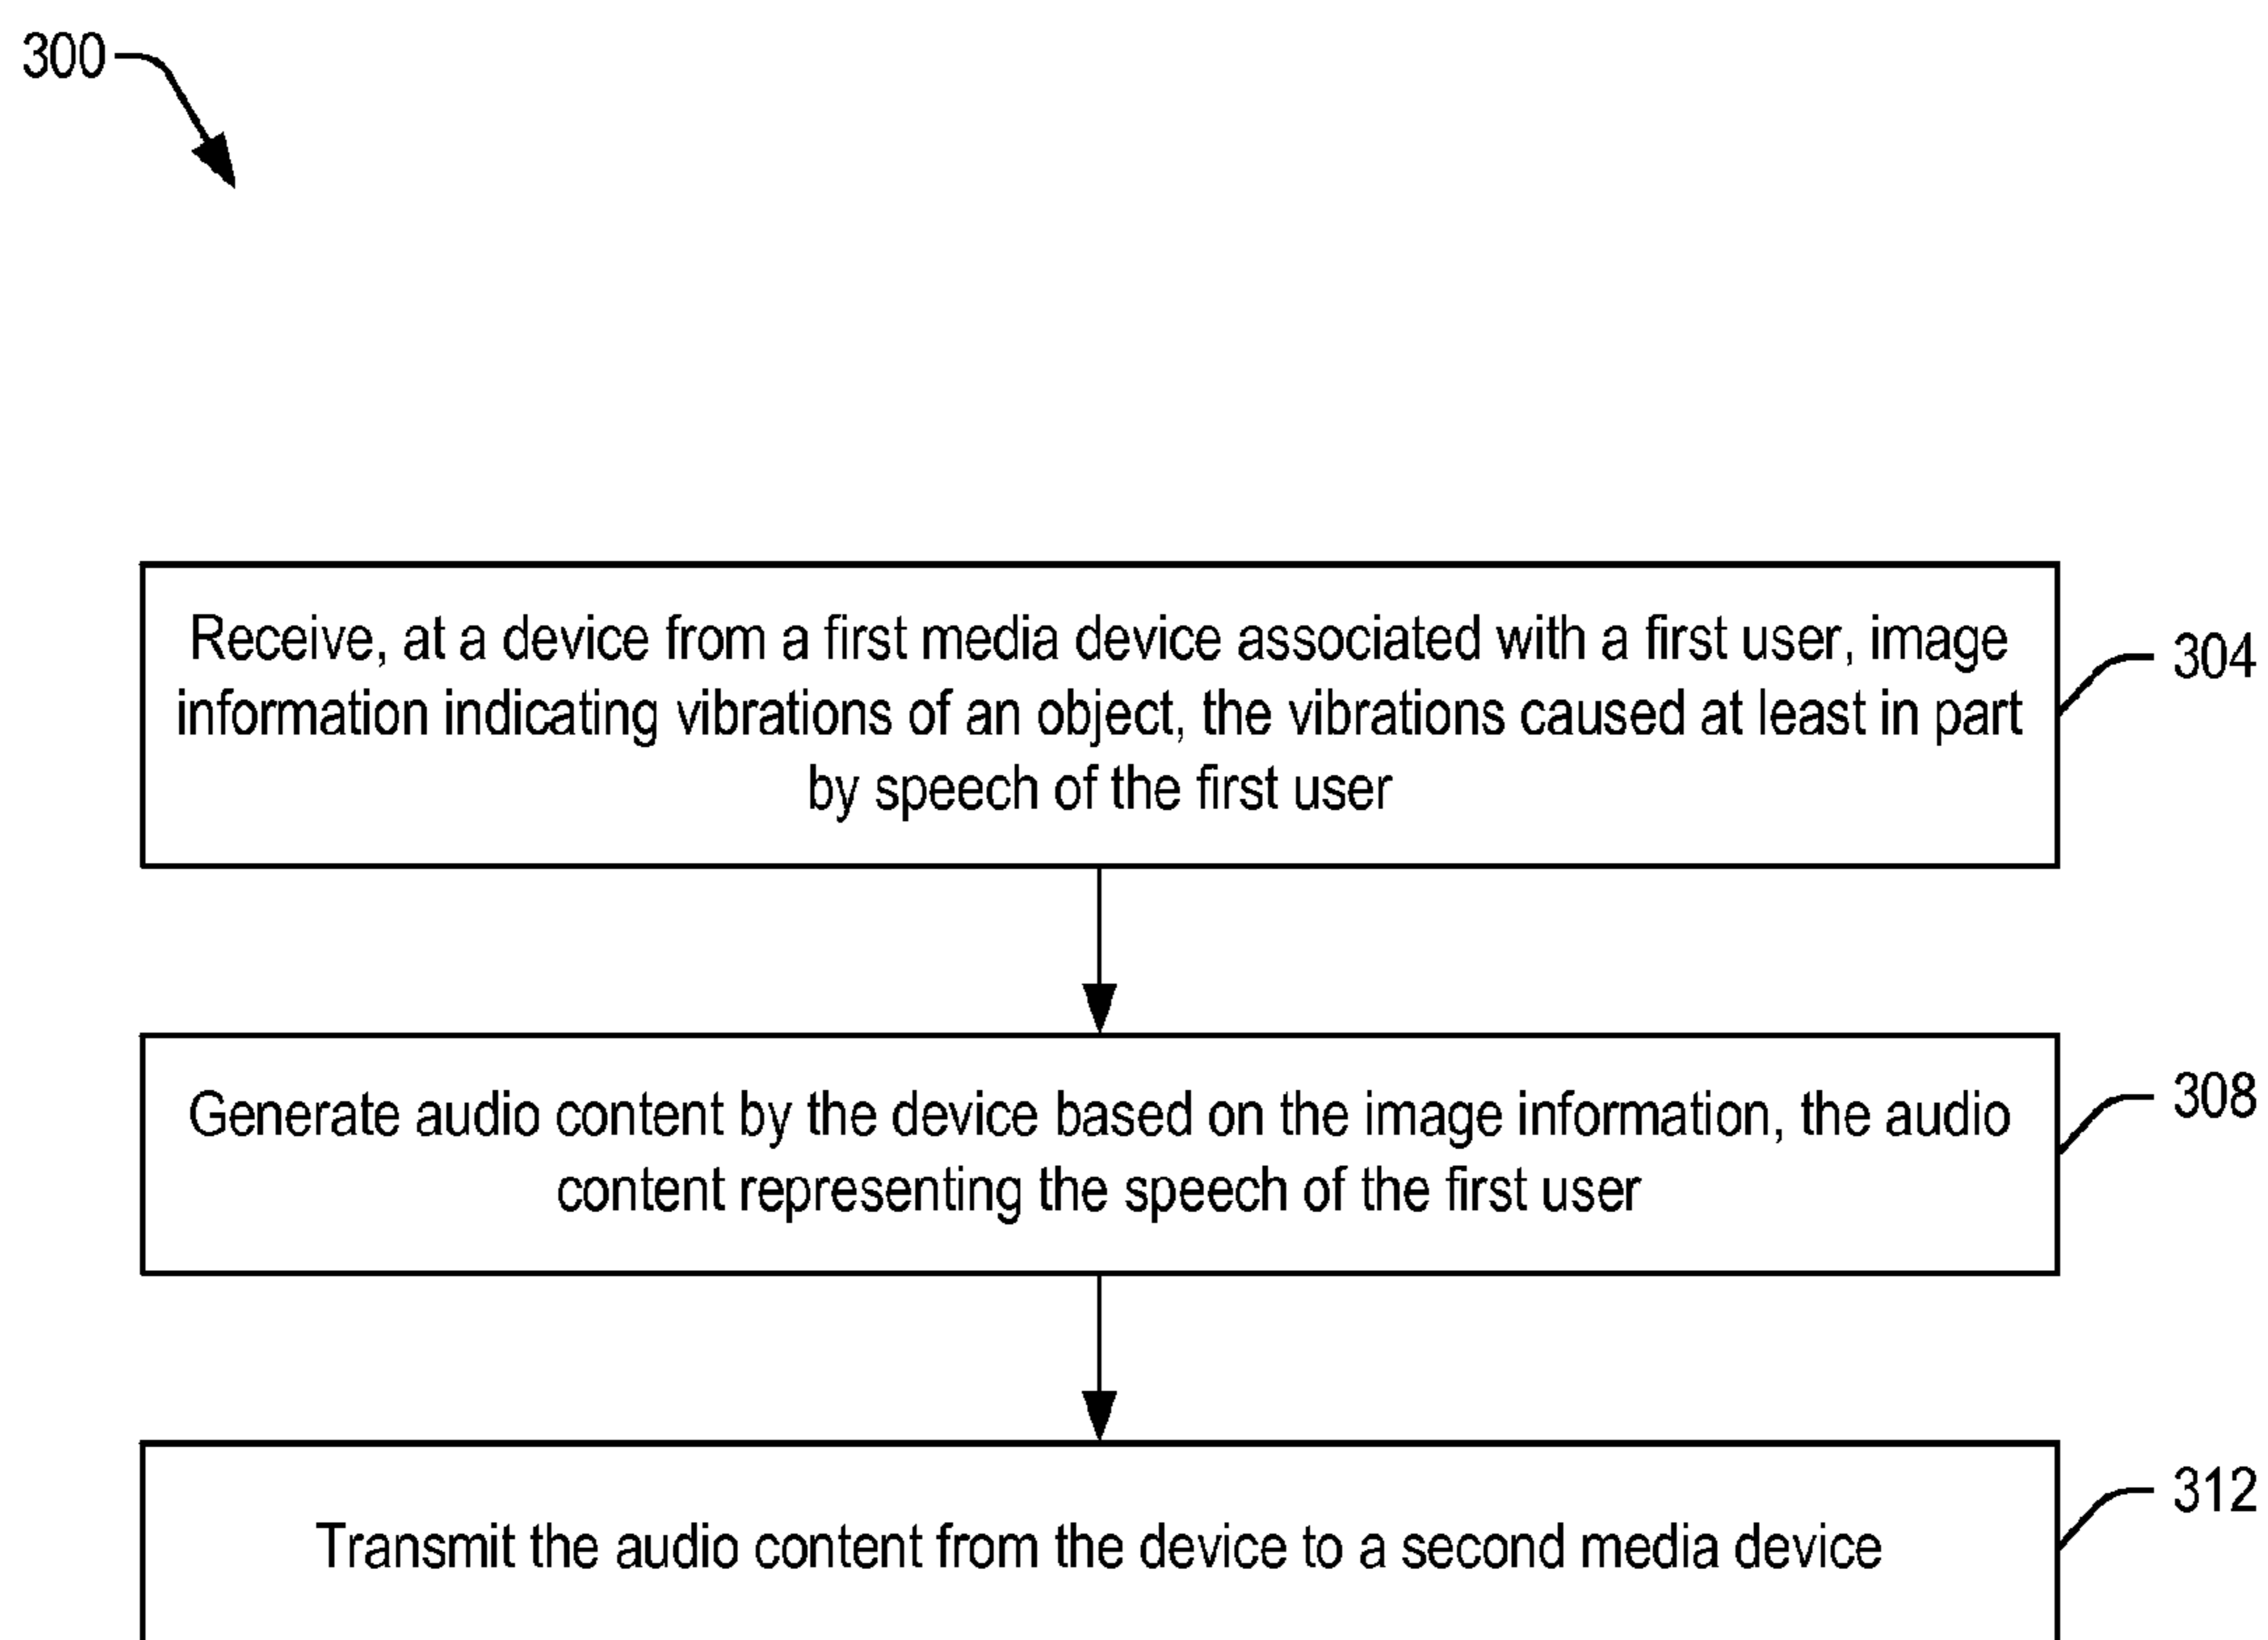 300
Receive, at a device from a first media device associated with a first user, image
information indicating vibrations of an object, the vibrations caused at least in part
by speech of the first user
304
Generate audio content by the device based on the image information, the audio
content representing the speech of the first user
308
Transmit the audio content from the device to a second media device
312